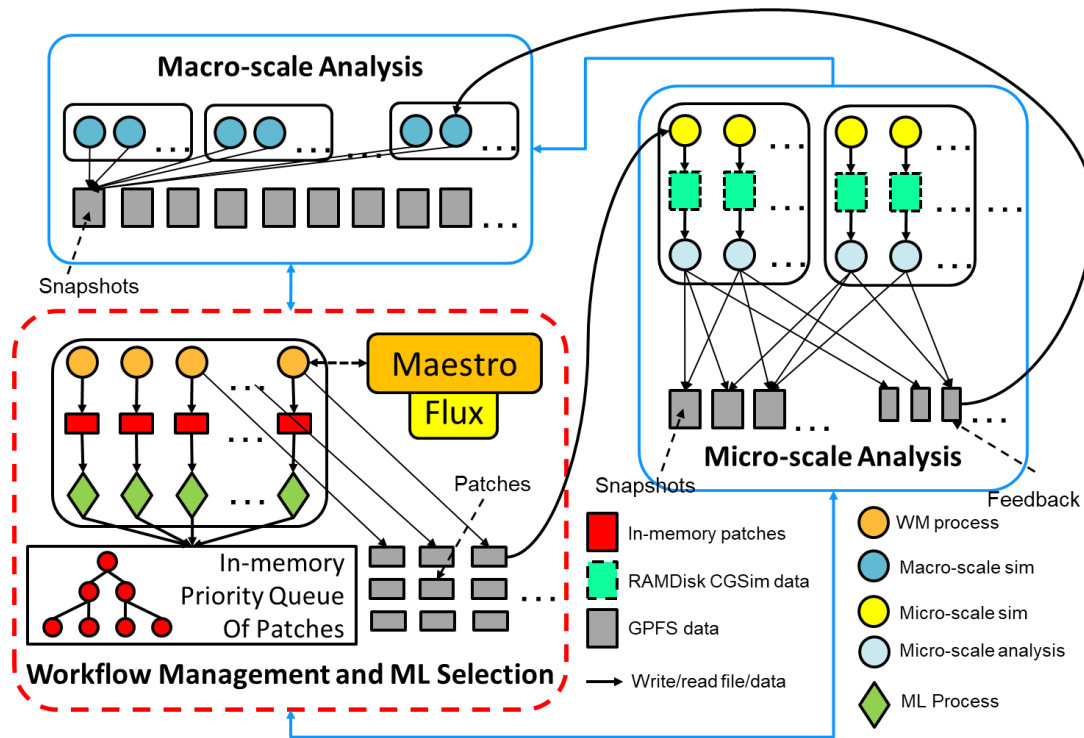 Macro-scale Analysis
Snapshots
Maestro
Flux
Patches
In-memory
Priority Queue
Of Patches
Workflow Management and ML Selection
Micro-scale Analysis
Snapshots
Feedback
In-memory patches
RAMDisk CGSim data
GPFS data
Write/read file/data
WM process
Macro-scale sim
Micro-scale sim
Micro-scale analysis
ML Process